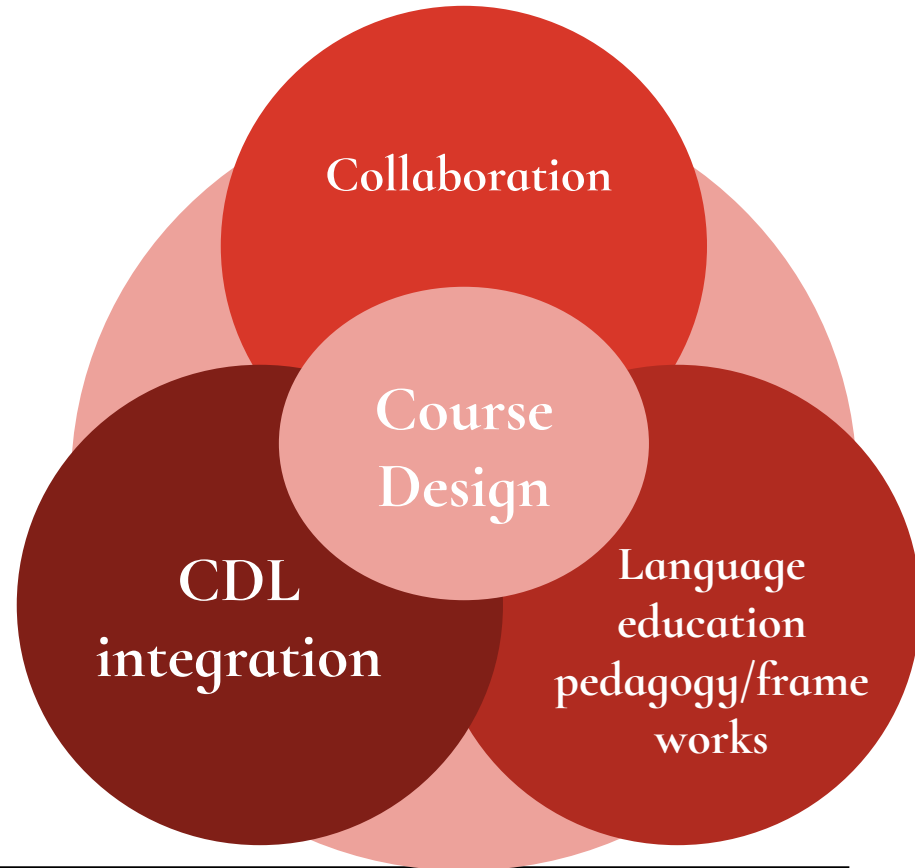 Collaboration
Course
Design
CDL
integration
Language
education
pedagogy/frame
works